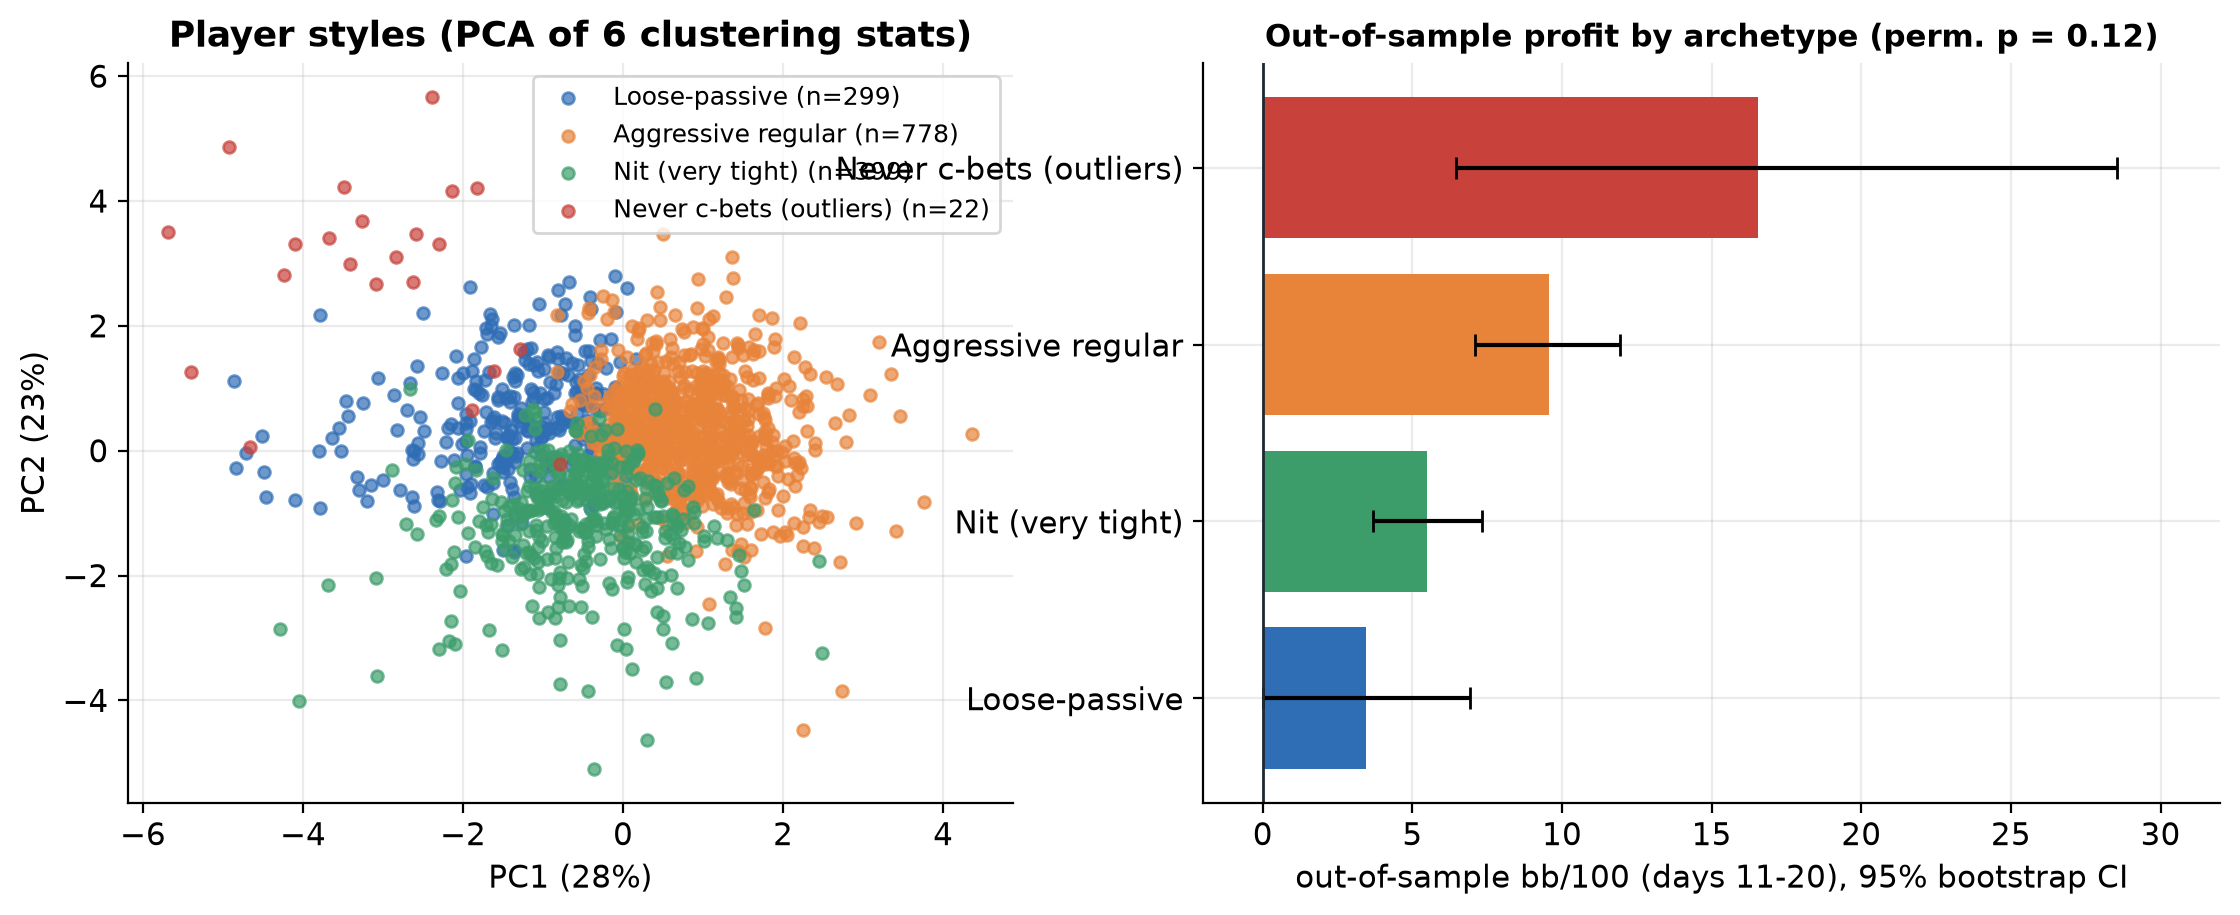 Player styles (PCA of 6 clustering stats)
Loose-passive (n=299)
Aggressive regular (n=778)
Nit (very tight) (n=399)
Never c-bets (outliers) (n=22)
PC2 (23%)
6
4
2
0
−2
−4
−6
−4
−2
0
2
4
PC1 (28%)
Out-of-sample profit by archetype (perm. p = 0.12)
Never c-bets (outliers)
Aggressive regular
Nit (very tight)
Loose-passive
0
5
10
15
20
25
30
out-of-sample bb/100 (days 11-20), 95% bootstrap CI